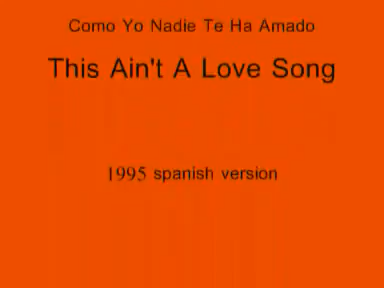 Como Yo Nadie Te Ha Amado
This Ain't A Love Song
1995 spanish version